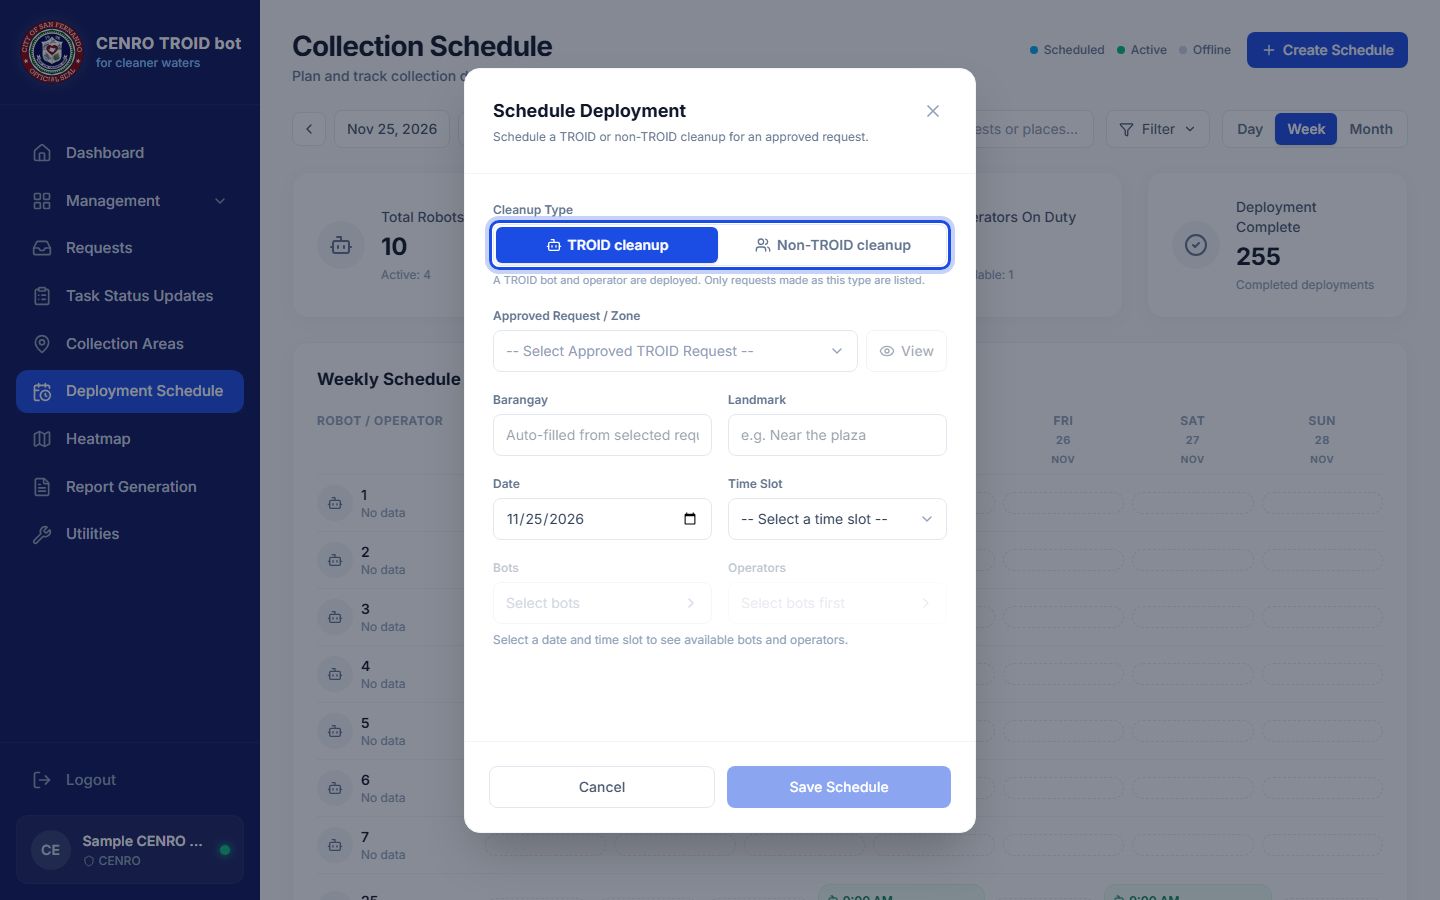 CITY OF SAN FERNANDO
OFFICIAL SEAL
CENRO TROID bot
for cleaner waters
Dashboard
Management
Requests
Task Status Updates
Collection Areas
Deployment Schedule
Heatmap
Report Generation
Utilities
Logout
CE
Sample CENRO ...
CENRO
Collection Schedule
Plan and track collection d
Scheduled
Active
Offline
Create Schedule
Nov 25, 2026
ests or places...
Filter
Day
Week
Month
Total Robots
10
Active: 4
erators On Duty
lable: 1
Deployment
Complete
255
Completed deployments
Weekly Schedule
ROBOT / OPERATOR
FRI
26
NOV
SAT
27
NOV
SUN
28
NOV
1
No data
2
No data
3
No data
4
No data
5
No data
6
No data
7
No data
Schedule Deployment
Schedule a TROID or non-TROID cleanup for an approved request.
Cleanup Type
TROID cleanup
Non-TROID cleanup
A TROID bot and operator are deployed. Only requests made as this type are listed.
Approved Request / Zone
-- Select Approved TROID Request --
View
Barangay
Auto-filled from selected requ
Landmark
e.g. Near the plaza
Date
11/25/2026
Time Slot
-- Select a time slot --
Bots
Select bots
Operators
Select bots first
Select a date and time slot to see available bots and operators.
Cancel
Save Schedule